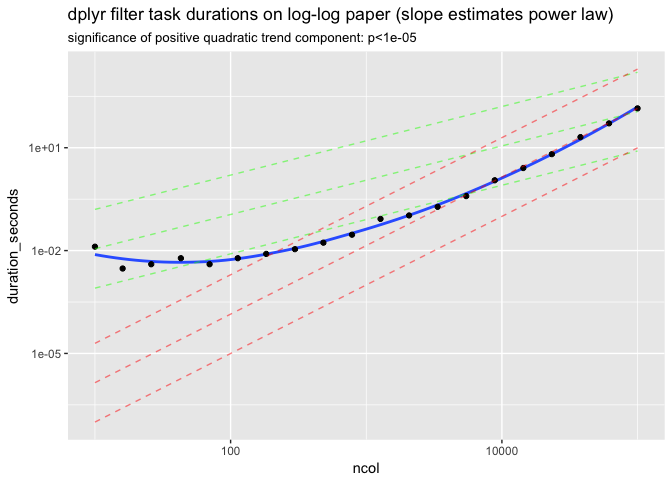 dplyr filter task durations on log-log paper (slope estimates power law)
significance of positive quadratic trend component: p<1e-05
duration_seconds
1e+01
1e-02
1e-05
100
10000
ncol